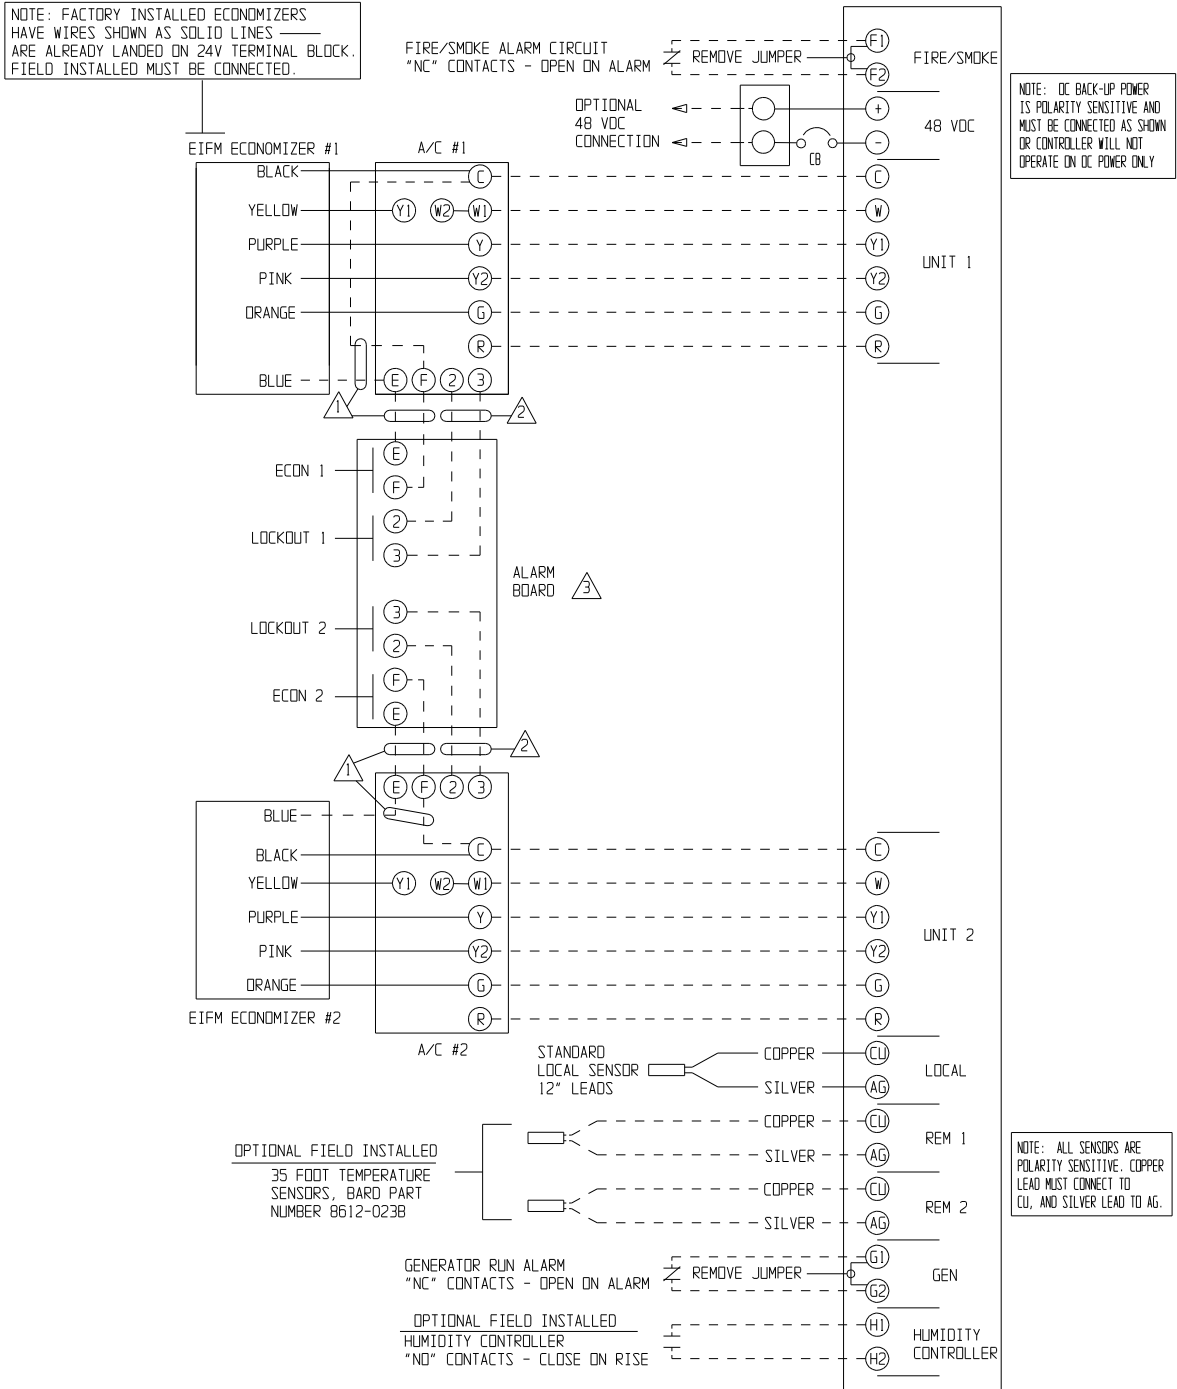 NOTE: FACTORY INSTALLED ECONOMIZERS
HAVE WIRES SHOWN AS SOLID LINES
ARE ALREADY LANDED ON 24V TERMINAL BLOCK.
FIELD INSTALLED MUST BE CONNECTED.
FIRE/SMOKE ALARM CIRCUIT
"NC" CONTACTS - OPEN ON ALARM
REMOVE JUMPER
F1
F2
FIRE/SMOKE
OPTIONAL
48 VDC
CONNECTION
CB
+
-
48 VDC
NOTE: DC BACK-UP POWER
IS POLARITY SENSITIVE AND
MUST BE CONNECTED AS SHOWN
OR CONTROLLER WILL NOT
OPERATE ON DC POWER ONLY
EIFM ECONOMIZER #1
A/C #1
BLACK
C
C
YELLOW
Y1
W2
W1
W
PURPLE
Y
Y1
PINK
Y2
Y2
ORANGE
G
G
R
R
UNIT 1
BLUE
E
F
2
3
1
2
ECON 1
E
F
LOCKOUT 1
2
3
ALARM
BOARD
3
LOCKOUT 2
3
2
ECON 2
F
E
1
2
E
F
2
3
BLUE
BLACK
C
C
YELLOW
Y1
W2
W1
W
PURPLE
Y
Y1
PINK
Y2
Y2
ORANGE
G
G
R
R
UNIT 2
EIFM ECONOMIZER #2
A/C #2
STANDARD
LOCAL SENSOR
12" LEADS
COPPER
CU
SILVER
AG
LOCAL
OPTIONAL FIELD INSTALLED
35 FOOT TEMPERATURE
SENSORS, BARD PART
NUMBER 8612-023B
COPPER
CU
SILVER
AG
REM 1
COPPER
CU
SILVER
AG
REM 2
NOTE: ALL SENSORS ARE
POLARITY SENSITIVE. COPPER
LEAD MUST CONNECT TO
CU, AND SILVER LEAD TO AG.
GENERATOR RUN ALARM
"NC" CONTACTS - OPEN ON ALARM
REMOVE JUMPER
G1
G2
GEN
OPTIONAL FIELD INSTALLED
HUMIDITY CONTROLLER
"NO" CONTACTS - CLOSE ON RISE
H1
H2
HUMIDITY
CONTROLLER